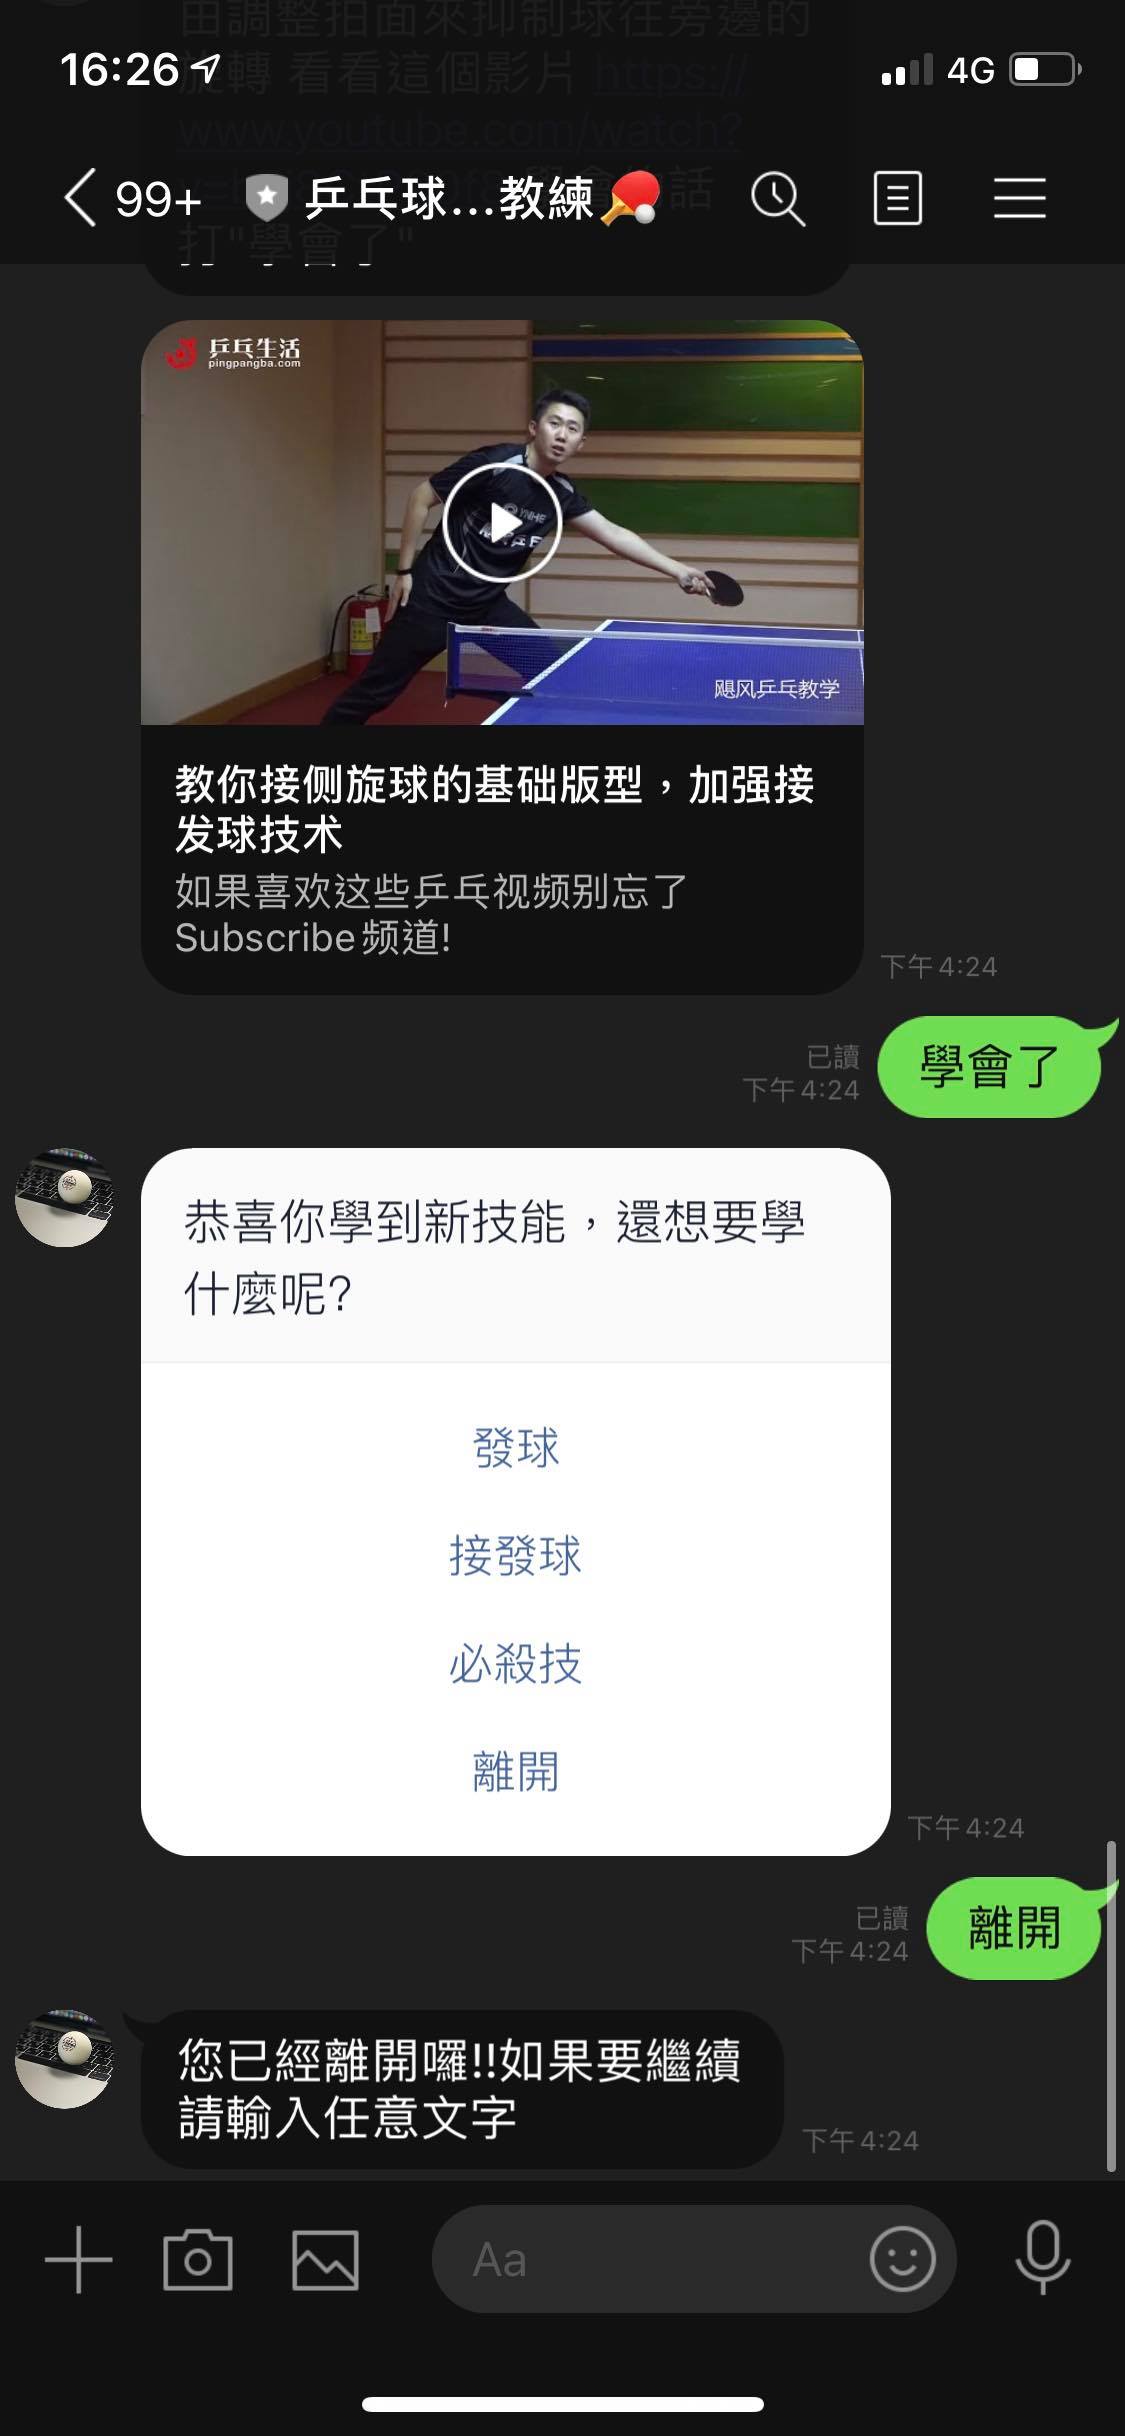 由調整拍面來抑制球往旁邊的
16:26
4G
旋轉 看看這個影片 https://
www.youtube.com/watch?
99+
乒乓球...教練
話
打"學會了"
乒乓生活
pingpangba.com
YNHE
飓风乒乓教学
教你接侧旋球的基础版型，加强接
发球技术
如果喜欢这些乒乓视频别忘了
Subscribe频道!
下午4:24
學會了
已讀
下午4:24
恭喜你學到新技能，還想要學
什麼呢?
發球
接發球
必殺技
離開
下午4:24
離開
已讀
下午4:24
您已經離開囉!!如果要繼續
請輸入任意文字
下午4:24
Aa